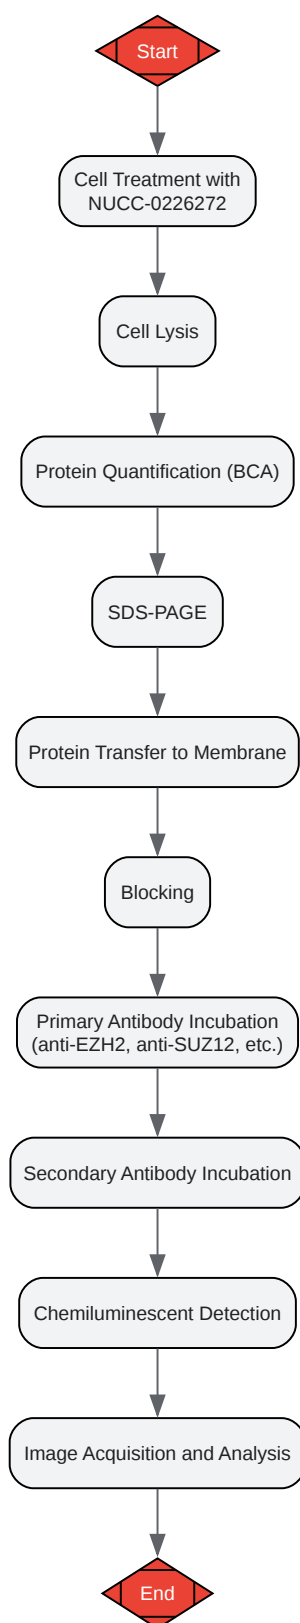 Start
Cell Treatment with
NUCC-0226272
Cell Lysis
Protein Quantification (BCA)
SDS-PAGE
Protein Transfer to Membrane
Blocking
Primary Antibody Incubation
(anti-EZH2, anti-SUZ12, etc.)
Secondary Antibody Incubation
Chemiluminescent Detection
Image Acquisition and Analysis
End